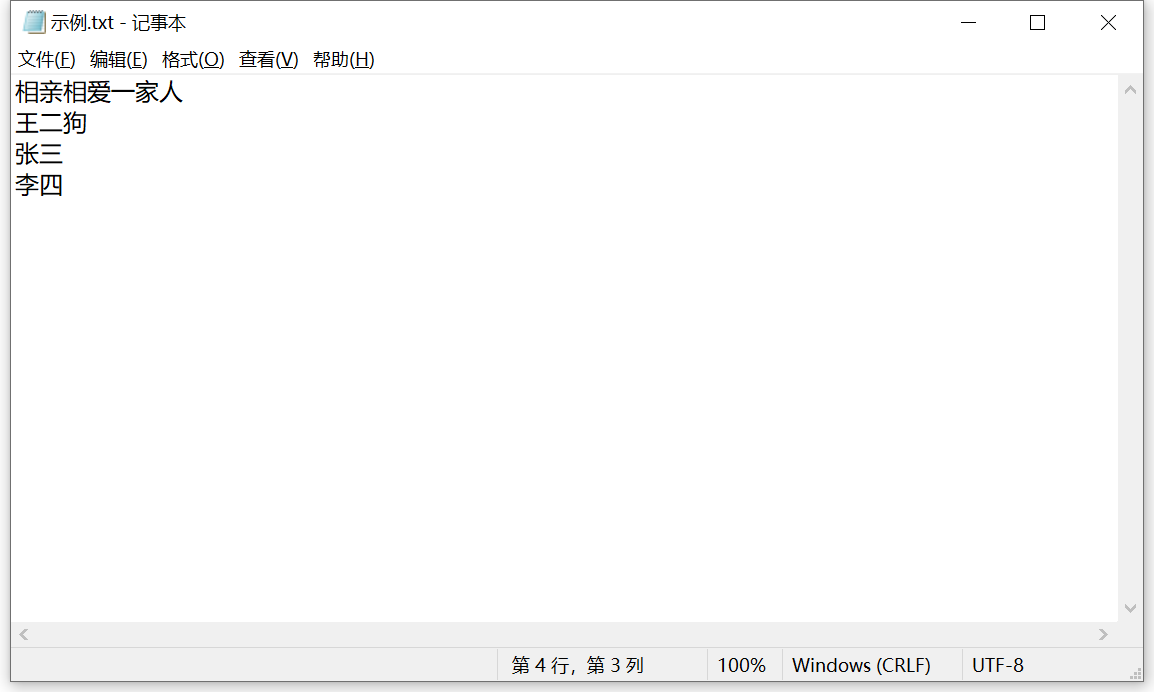 示例.txt - 记事本
文件(F) 编辑(E) 格式(O) 查看(V) 帮助(H)
相亲相爱一家人
王二狗
张三
李四
第 4 行，第 3 列 100% Windows (CRLF) UTF-8